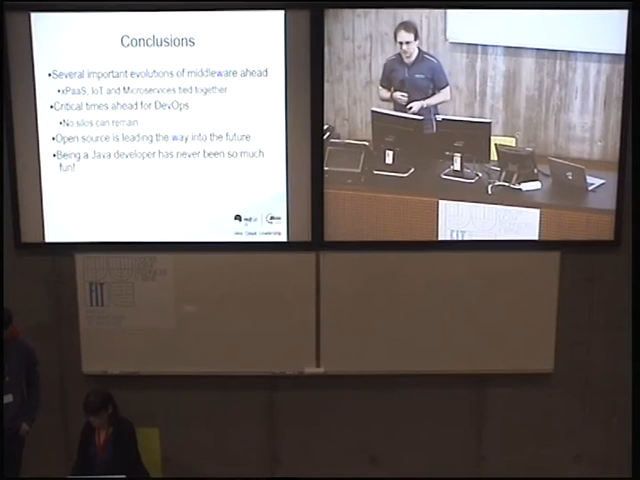 Conclusions
•Several important evolutions of middleware ahead
•xPaaS, IoT and Microservices tied together
•Critical times ahead for DevOps
•No silos can remain
•Open source is leading the way into the future
•Being a Java developer has never been so much
fun!
FIT
FIT